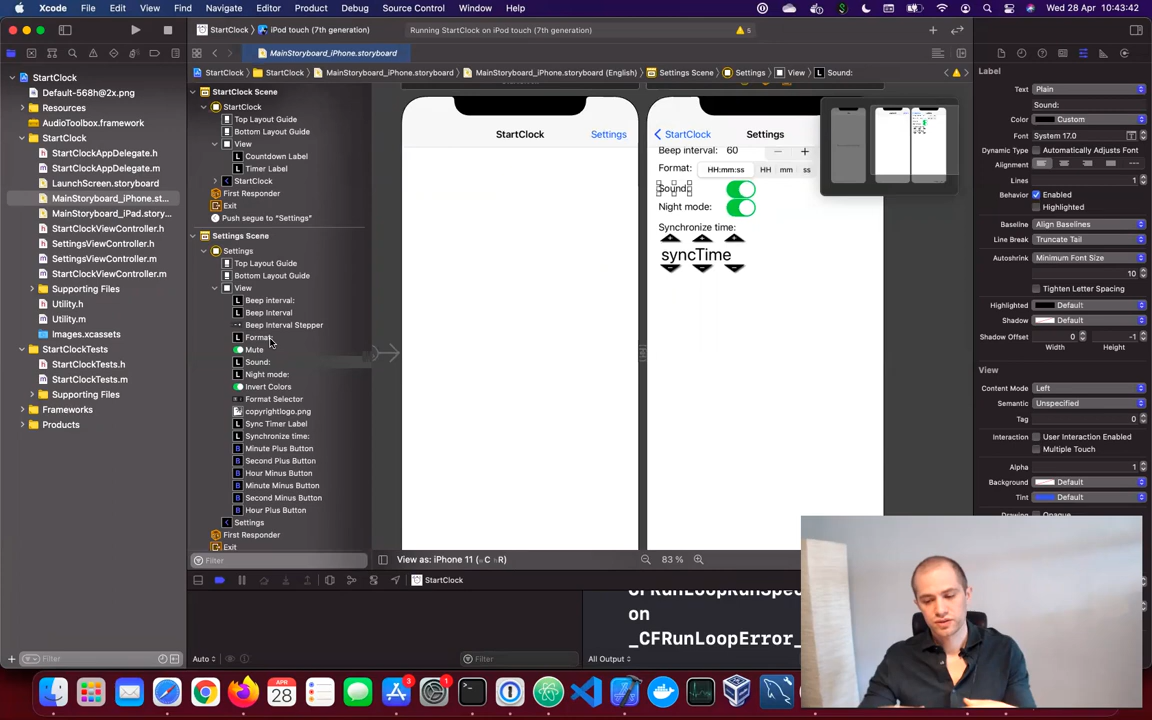 Xcode File Edit View Find Navigate Editor Product Debug Source Control Window Help Wed 28 Apr 10:43:42
StartClock iPod touch (7th generation) Running StartClock on iPod touch (7th generation) 5
MainStoryboard_iPhone.storyboard
StartClock StartClock MainStoryboard_iPhone.storyboard MainStoryboard_iPhone.storyboard (English) Settings Scene Settings View L Sound:
StartClock
Default-568h@2x.png
Resources
AudioToolbox.framework
StartClock
StartClockAppDelegate.h
StartClockAppDelegate.m
LaunchScreen.storyboard
MainStoryboard_iPhone.st...
MainStoryboard_iPad.story...
StartClockViewController.h
SettingsViewController.h
SettingsViewController.m
StartClockViewController.m
Supporting Files
Utility.h
Utility.m
Images.xcassets
StartClockTests
StartClockTests.h
StartClockTests.m
Supporting Files
Frameworks
Products
Filter
StartClock Scene
StartClock
Top Layout Guide
Bottom Layout Guide
View
L Countdown Label
L Timer Label
StartClock
First Responder
Exit
Push segue to "Settings"
Settings Scene
Settings
Top Layout Guide
Bottom Layout Guide
View
L Beep interval:
L Beep Interval
Beep Interval Stepper
L Format:
Mute
L Sound:
L Night mode:
Invert Colors
Format Selector
copyrightlogo.png
L Sync Timer Label
L Synchronize time:
B Minute Plus Button
B Second Plus Button
B Hour Minus Button
B Minute Minus Button
B Second Minus Button
B Hour Plus Button
Settings
First Responder
Exit
Filter
StartClock Settings
StartClock Settings
Beep interval: 60 − +
Format: HH:mm:ss HH mm ss
Sound:
Night mode:
Synchronize time:
syncTime
View as: iPhone 11 (wC hR) 83 %
StartClock
CFRunLoopRunSpec
on
_CFRunLoopError_
Auto Filter All Output
Label
Text Plain
Sound:
Color Custom
Font System 17.0 T
Dynamic Type Automatically Adjusts Font
Alignment
Lines 1
Behavior Enabled
Highlighted
Baseline Align Baselines
Line Break Truncate Tail
Autoshrink Minimum Font Size
10
Tighten Letter Spacing
Highlighted Default
Shadow Default
Shadow Offset 0 -1
Width Height
View
Content Mode Left
Semantic Unspecified
Tag 0
Interaction User Interaction Enabled
Multiple Touch
Alpha 1
Background Default
Tint Default
Drawing Opaque
APR
28
3
1